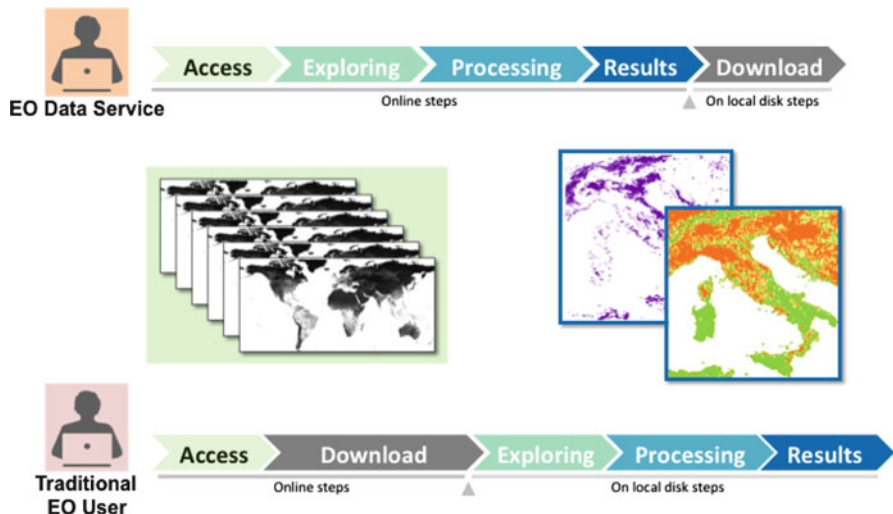 Access Exploring Processing Results Download
Online steps On local disk steps
EO Data Service
Access Download Exploring Processing Results
Online steps On local disk steps
Traditional
EO User